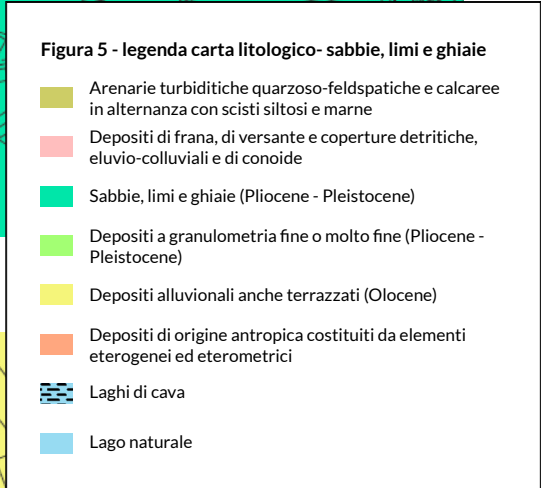 Figura 5 - legenda carta litologico- sabbie, limi e ghiaie
Arenarie turbiditiche quarzoso-feldspatiche e calcaree
in alternanza con scisti siltosi e marne
Depositi di frana, di versante e coperture detritiche,
eluvio-colluviali e di conoide
Sabbie, limi e ghiaie (Pliocene - Pleistocene)
Depositi a granulometria fine o molto fine (Pliocene -
Pleistocene)
Depositi alluvionali anche terrazzati (Olocene)
Depositi di origine antropica costituiti da elementi
eterogenei ed eterometrici
Laghi di cava
Lago naturale